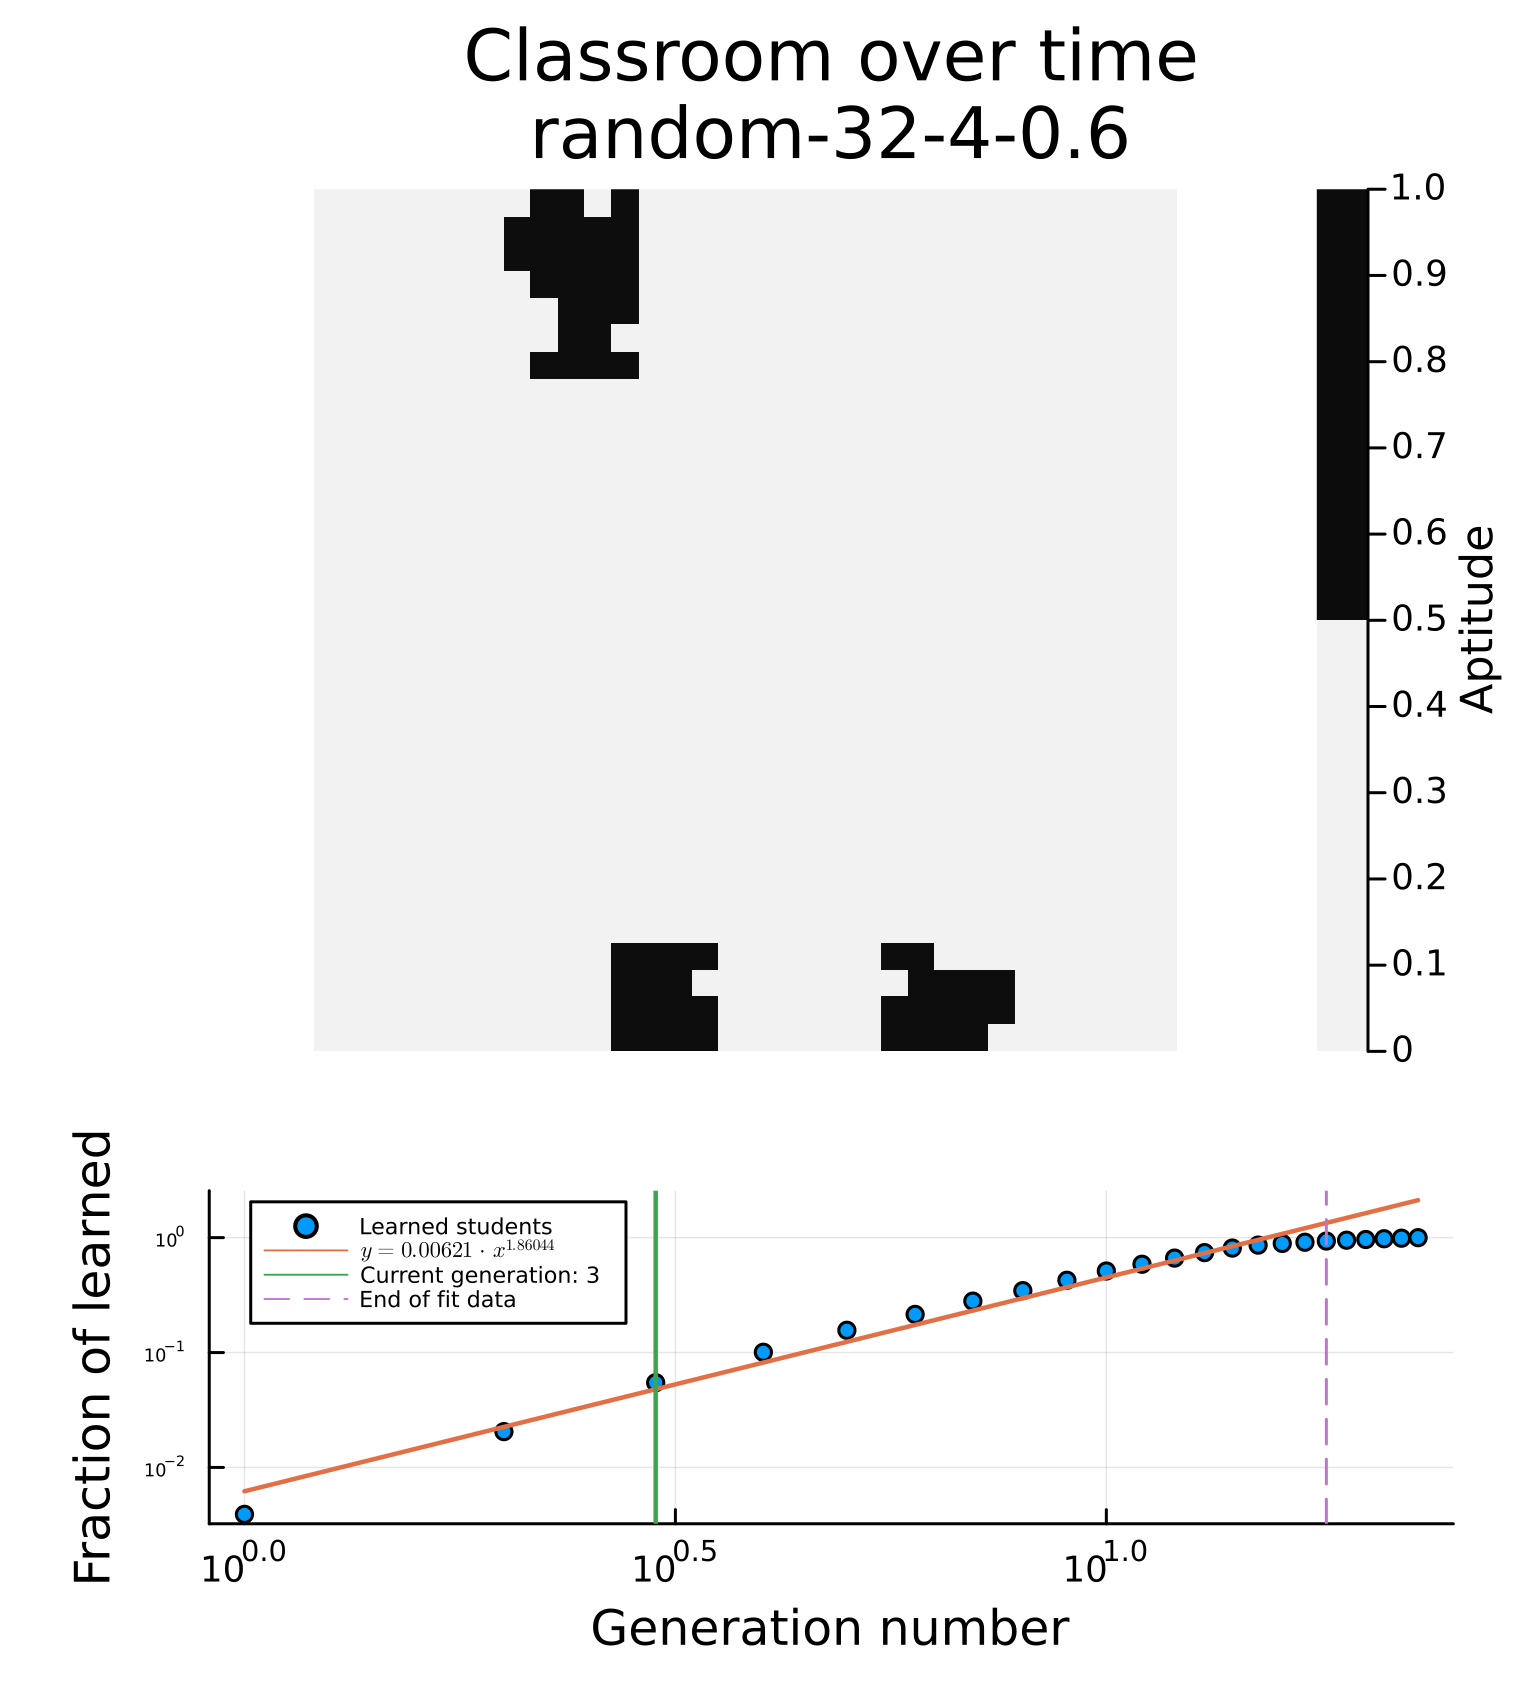 Classroom over time
random-32-4-0.6
1.0
0.9
0.8
0.7
0.6
0.5
0.4
0.3
0.2
0.1
0
Aptitude
Fraction of learned
10⁰
10⁻¹
10⁻²
Learned students
y = 0.00621 · x^1.86044
Current generation: 3
End of fit data
10^0.0
10^0.5
10^1.0
Generation number